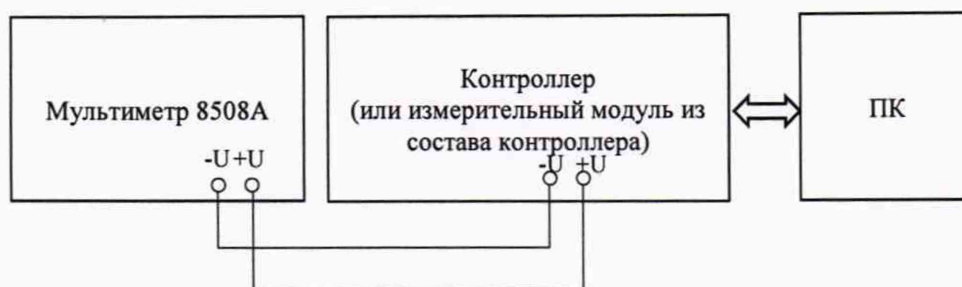 Мультиметр 8508А
-U +U
Контроллер
(или измерительный модуль из
состава контроллера)
-U +U
ПК